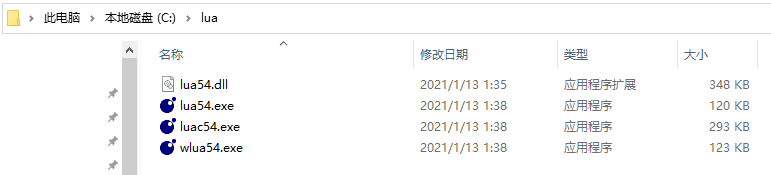 此电脑 > 本地磁盘 (C:) > lua
名称 修改日期 类型 大小
lua54.dll 2021/1/13 1:35 应用程序扩展 348 KB
lua54.exe 2021/1/13 1:38 应用程序 120 KB
luac54.exe 2021/1/13 1:38 应用程序 293 KB
wlua54.exe 2021/1/13 1:38 应用程序 123 KB